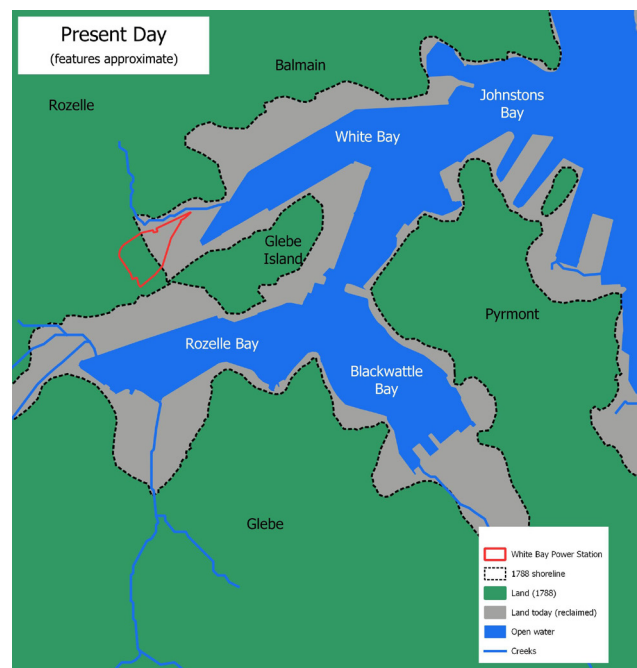 Present Day
(features approximate)
Balmain
Rozelle
Johnstons
Bay
White Bay
Glebe
Island
Pyrmont
Rozelle Bay
Blackwattle
Bay
Glebe
White Bay Power Station
1788 shoreline
Land (1788)
Land today (reclaimed)
Open water
Creeks